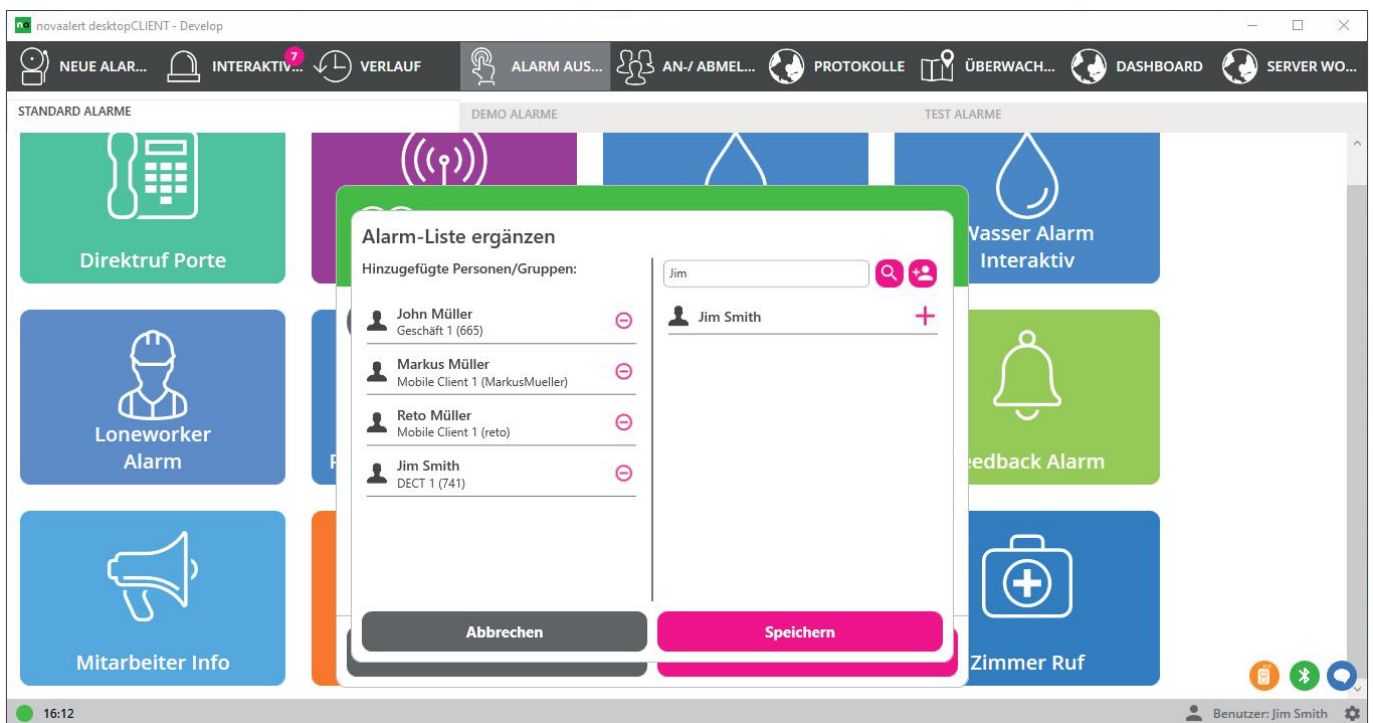 novaalert desktopCLIENT - Develop
NEUE ALAR...
INTERAKTIV...
7
VERLAUF
ALARM AUS...
AN-/ ABMEL...
PROTOKOLLE
ÜBERWACH...
DASHBOARD
SERVER WO...
STANDARD ALARME
DEMO ALARME
TEST ALARME
Direktruf Porte
Wasser Alarm
Interaktiv
Loneworker
Alarm
eedback Alarm
Mitarbeiter Info
Zimmer Ruf
Alarm-Liste ergänzen
Hinzugefügte Personen/Gruppen:
John Müller
Geschäft 1 (665)
Markus Müller
Mobile Client 1 (MarkusMueller)
Reto Müller
Mobile Client 1 (reto)
Jim Smith
DECT 1 (741)
Jim
Jim Smith
Abbrechen
Speichern
16:12
Benutzer: Jim Smith